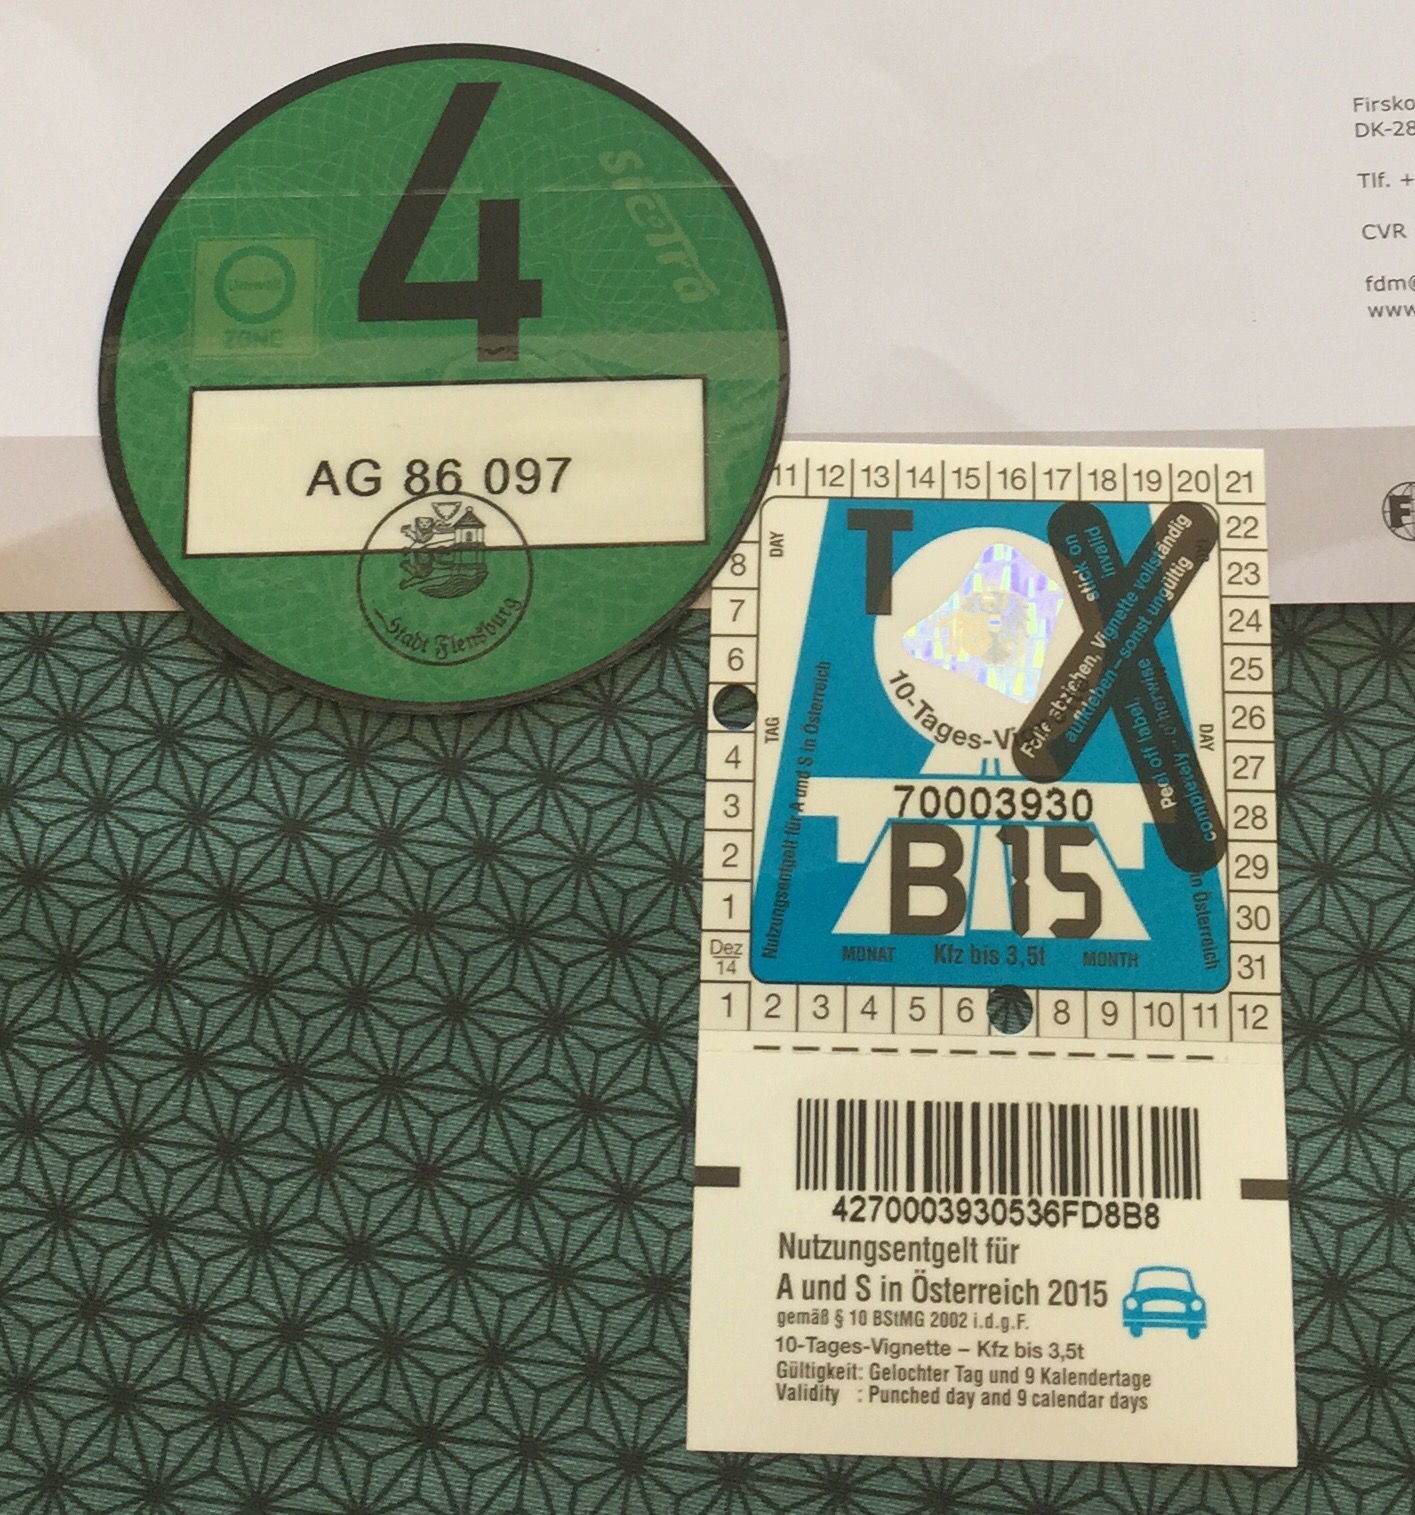 Firsko
DK-28
Tlf. +
CVR
fdm@
www
F
4
SicaTra
Umwelt
ZONE
AG 86 097
Stadt Flensburg
11 12 13 14 15 16 17 18 19 20 21
22
23
24
25
26
27
28
29
30
31
8
7
6
4
3
2
1
Dez
14
1 2 3 4 5 6 8 9 10 11 12
DAY
TAG
TAG
DAY
T
10-Tages-Vi
Folie abziehen, Vignette vollständig
aufkleben – sonst ungültig
Peel off label, stick on
completely – otherwise invalid
70003930
B 15
Nutzungsentgelt für A und S in Österreich
in Österreich
MONAT Kfz bis 3,5t MONTH
4270003930536FD8B8
Nutzungsentgelt für
A und S in Österreich 2015
gemäß § 10 BStMG 2002 i.d.g.F.
10-Tages-Vignette – Kfz bis 3,5t
Gültigkeit: Gelochter Tag und 9 Kalendertage
Validity : Punched day and 9 calendar days